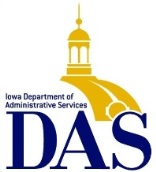 Iowa Department of
Administrative Services
DAS